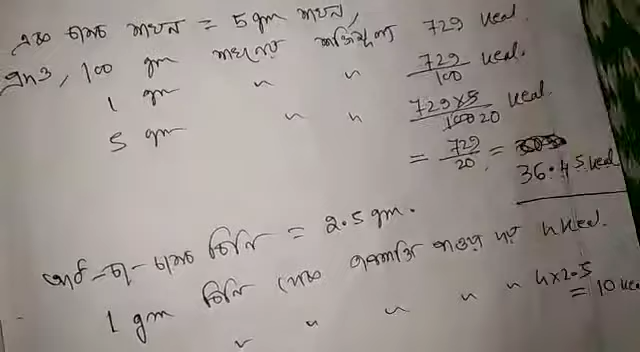 এক চামচ মাখন = 5 gm মাখন,
100 gm মাখনের 729 kcal.
1 gm " " 729/100 kcal.
5 gm " " 729×5/100 20 kcal
= 729/20 = 36.45 kcal
চা-চামচ চিনি = 2.5 gm.
1 gm চিনি থেকে পাওয়া যায় 4 kcal.
" " " " 4×2.5
= 10 kcal